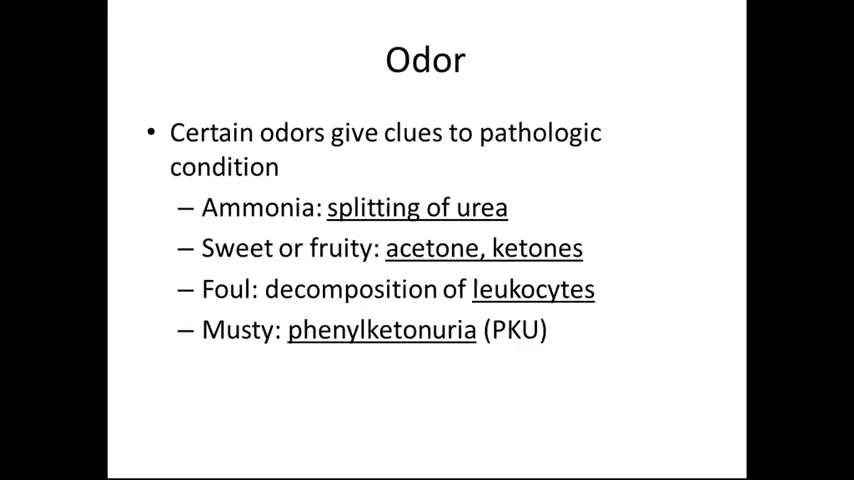 Odor
• Certain odors give clues to pathologic
condition
– Ammonia: splitting of urea
– Sweet or fruity: acetone, ketones
– Foul: decomposition of leukocytes
– Musty: phenylketonuria (PKU)